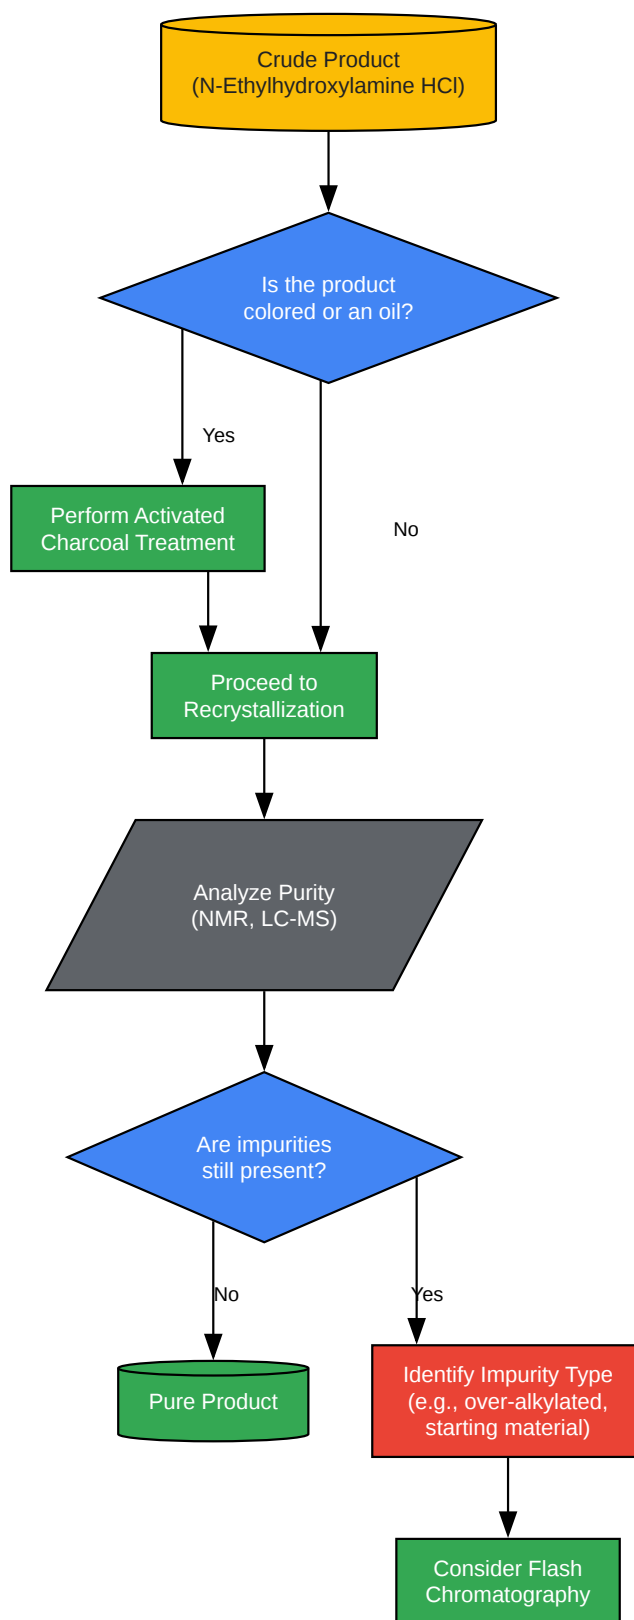 Crude Product
(N-Ethylhydroxylamine HCl)
Is the product
colored or an oil?
Yes
Perform Activated
Charcoal Treatment
No
Proceed to
Recrystallization
Analyze Purity
(NMR, LC-MS)
Are impurities
still present?
No
Yes
Pure Product
Identify Impurity Type
(e.g., over-alkylated,
starting material)
Consider Flash
Chromatography